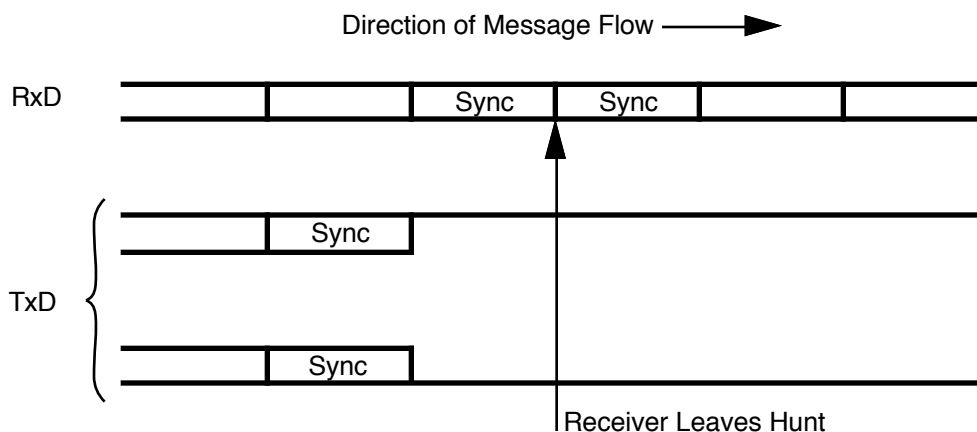 Direction of Message Flow
RxD
Sync Sync
Sync
TxD
Sync
Receiver Leaves Hunt